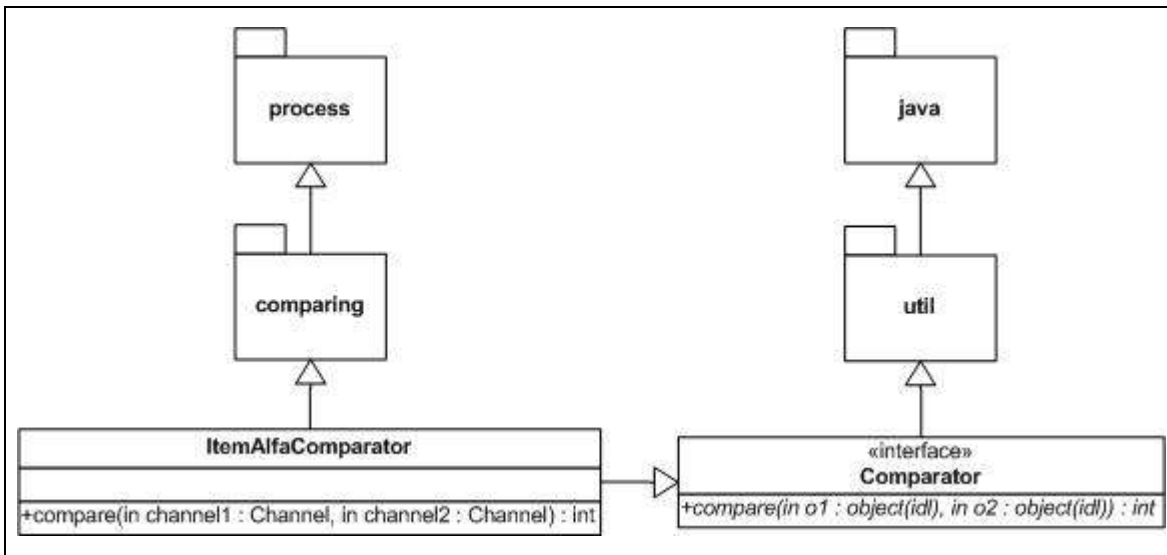 process
java
comparing
util
ItemAlfaComparator
+compare(in channel1 : Channel, in channel2 : Channel) : int
«interface»
Comparator
+compare(in o1 : object(idl), in o2 : object(idl)) : int